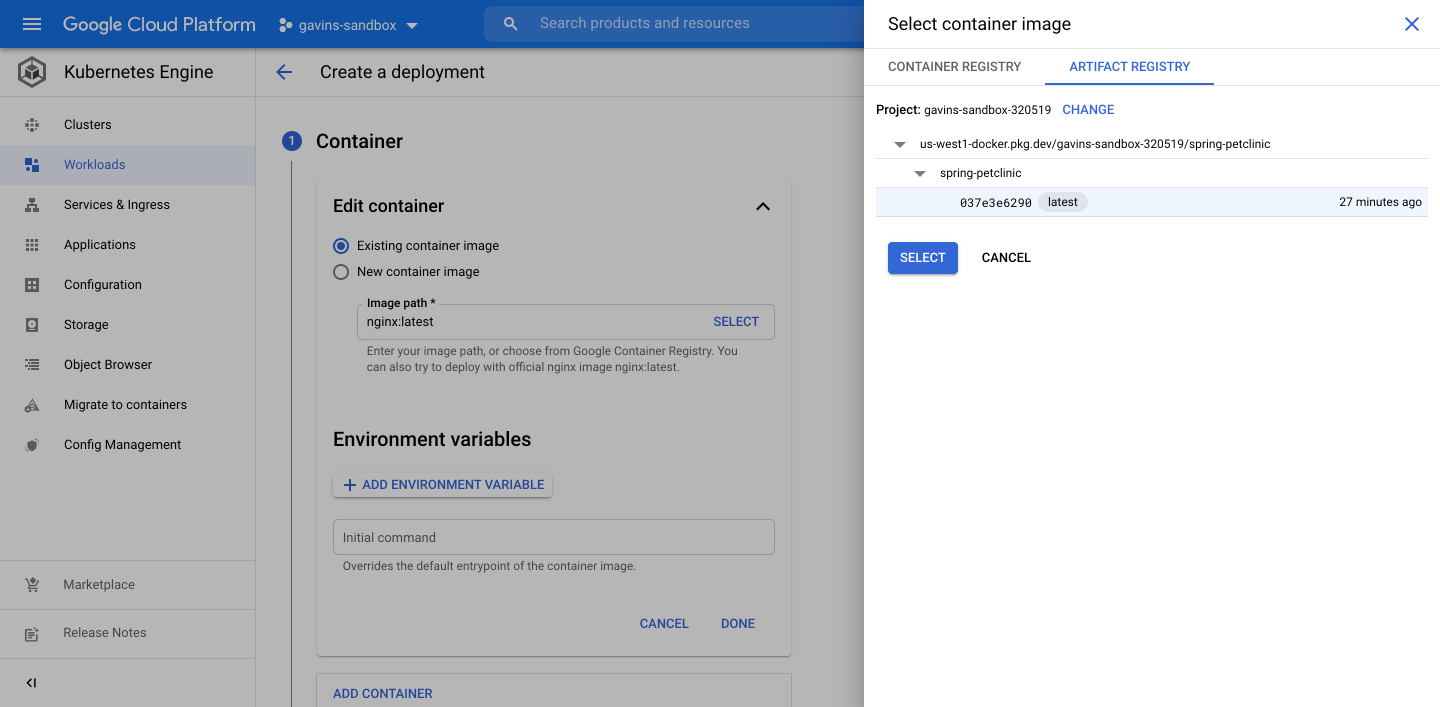 Google Cloud Platform
gavins-sandbox
Search products and resources
Kubernetes Engine
Clusters
Workloads
Services & Ingress
Applications
Configuration
Storage
Object Browser
Migrate to containers
Config Management
Marketplace
Release Notes
Create a deployment
1 Container
Edit container
Existing container image
New container image
Image path *
nginx:latest SELECT
Enter your image path, or choose from Google Container Registry. You
can also try to deploy with official nginx image nginx:latest.
Environment variables
ADD ENVIRONMENT VARIABLE
Initial command
Overrides the default entrypoint of the container image.
CANCEL DONE
ADD CONTAINER
Select container image
CONTAINER REGISTRY ARTIFACT REGISTRY
Project: gavins-sandbox-320519 CHANGE
us-west1-docker.pkg.dev/gavins-sandbox-320519/spring-petclinic
spring-petclinic
037e3e6290 latest 27 minutes ago
SELECT CANCEL